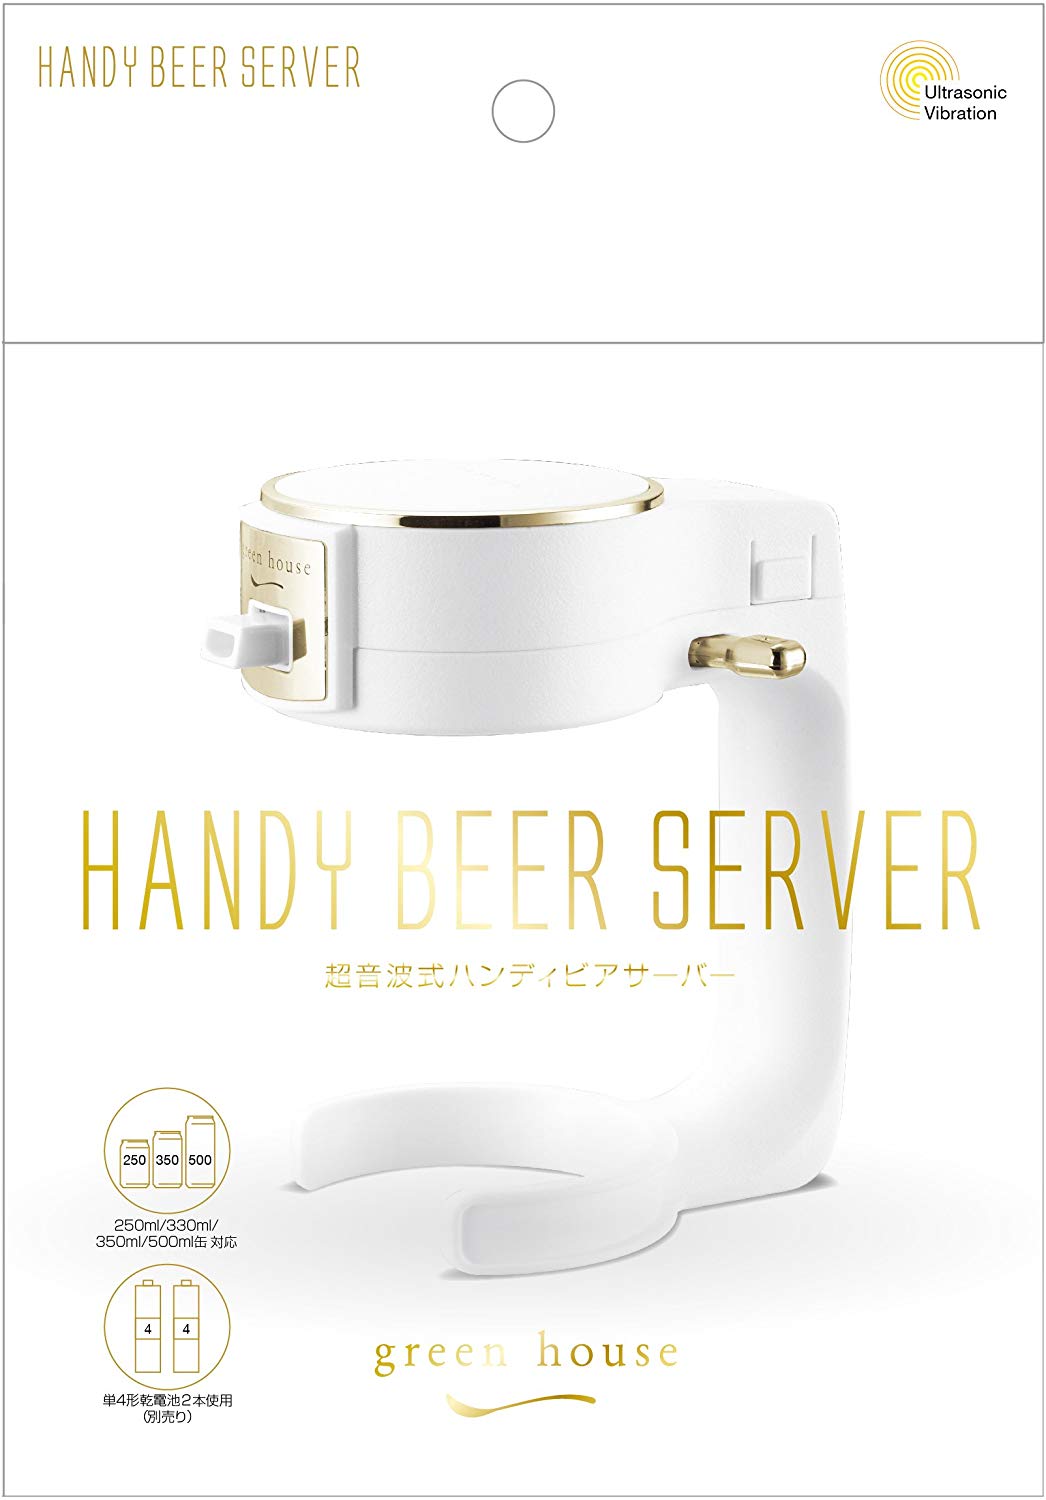 HANDY BEER SERVER
Ultrasonic
Vibration
green house
HANDY BEER SERVER
超音波式ハンディビアサーバー
250 350 500
250ml/330ml/
350ml/500ml缶 対応
4 4
単4形乾電池2本使用
(別売り)
green house